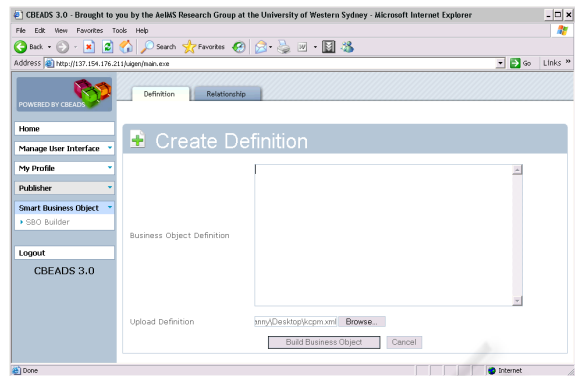 CBEADS 3.0 - Brought to you by the AeIMS Research Group at the University of Western Sydney - Microsoft Internet Explorer
File Edit View Favorites Tools Help
Back Search Favorites
Address http://137.154.176.211/uigen/main.exe Go Links »
POWERED BY CBEADS
Definition Relationship
Home
Manage User Interface
My Profile
Publisher
Smart Business Object
SBO Builder
Logout
CBEADS 3.0
Create Definition
Business Object Definition
Upload Definition anny\Desktop\kcpm.xml Browse...
Build Business Object Cancel
Done Internet